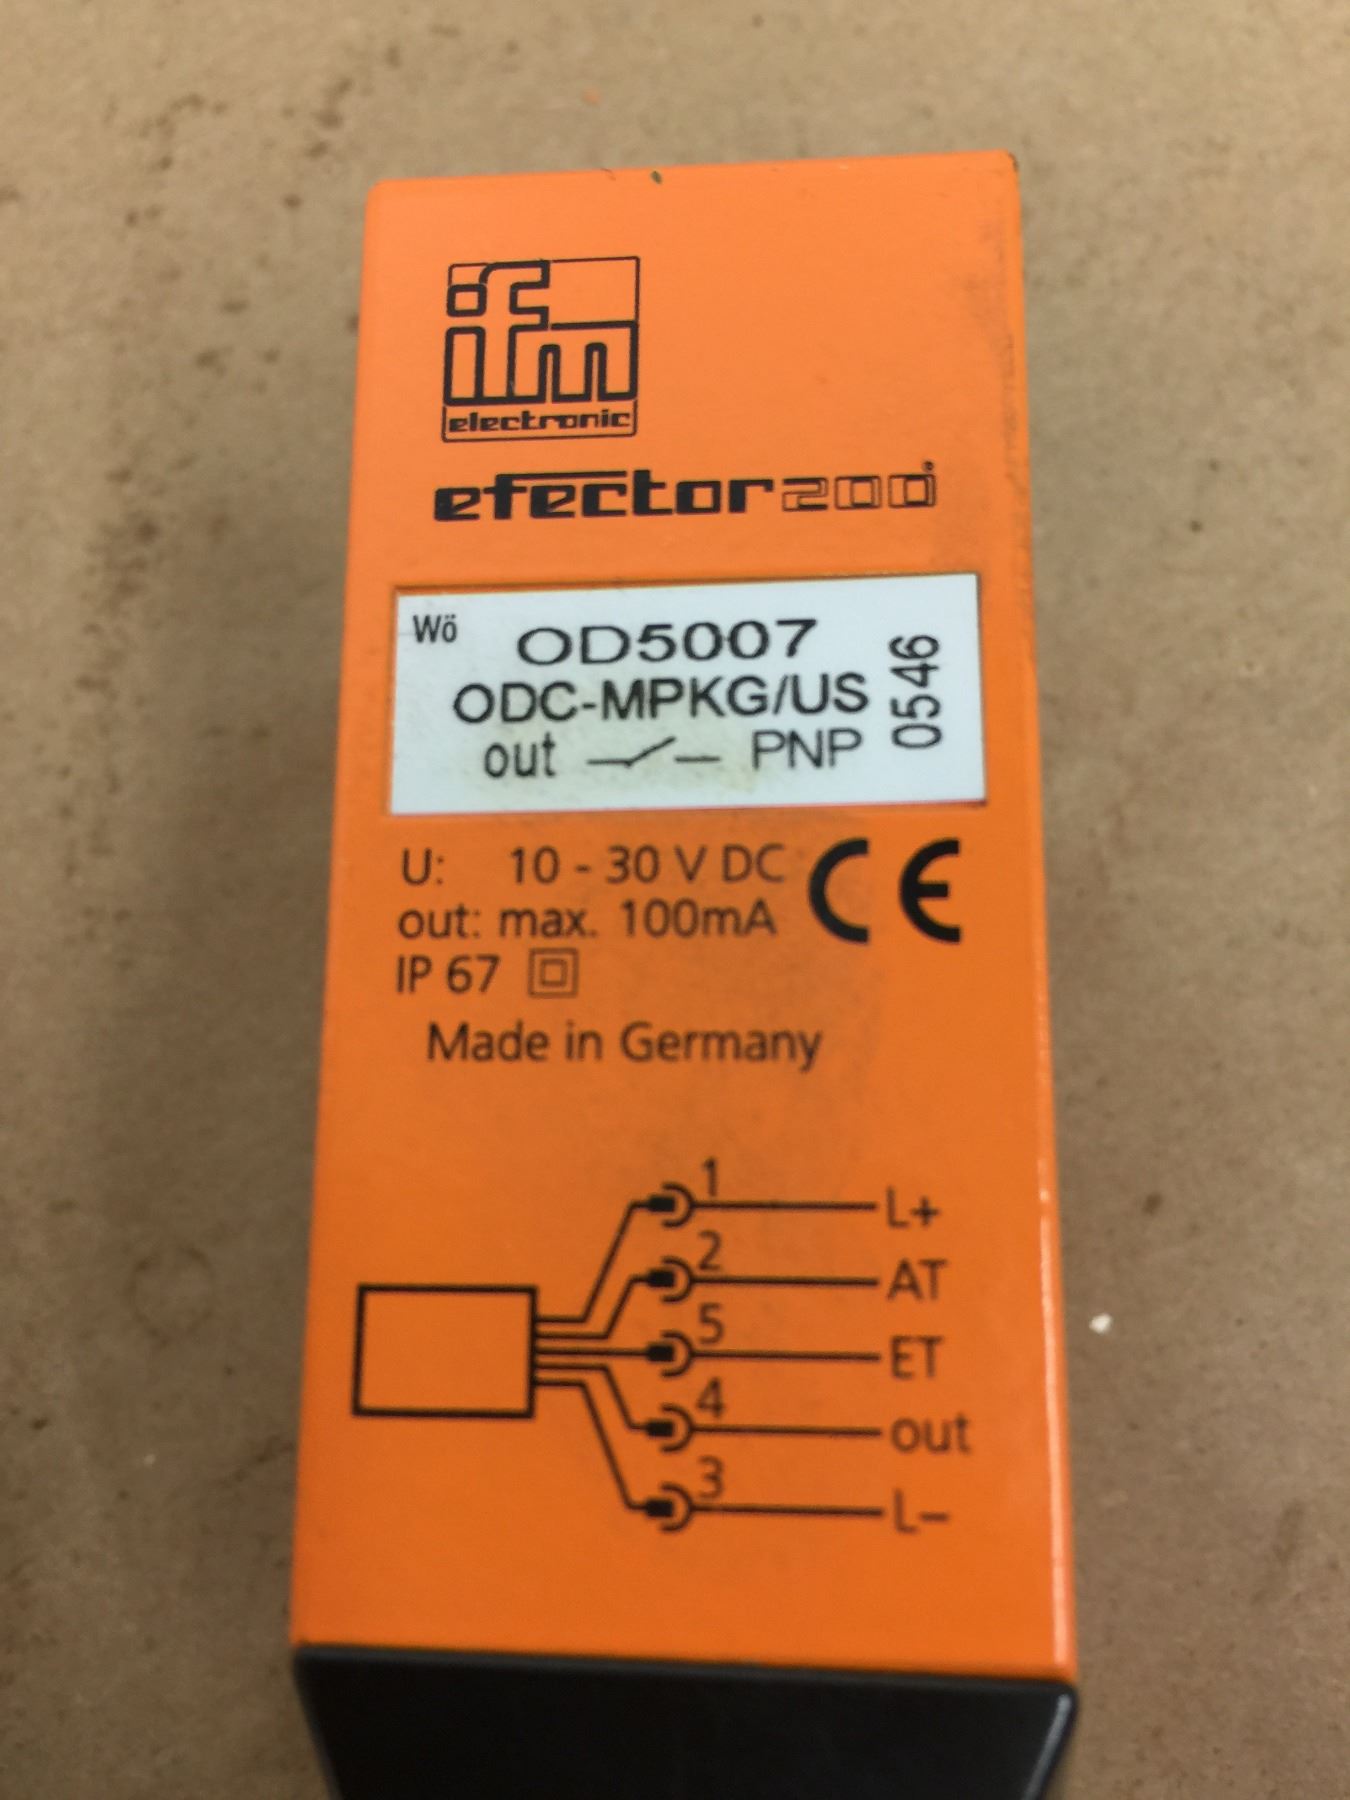 ifm
electronic
efector200®
Wö OD5007
ODC-MPKG/US
out PNP
0546
U: 10 - 30 V DC
out: max. 100mA
CE
IP 67
Made in Germany
1 L+
2 AT
5 ET
4 out
3 L–